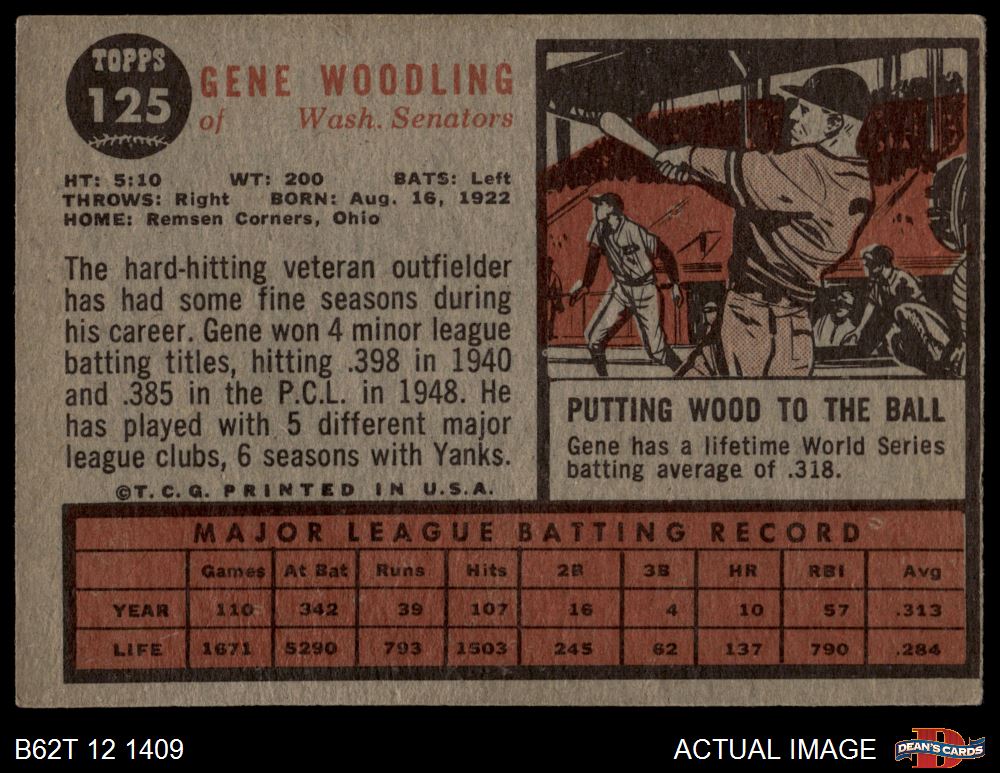 TOPPS
125
GENE WOODLING
of Wash. Senators
HT: 5:10 WT: 200 BATS: Left
THROWS: Right BORN: Aug. 16, 1922
HOME: Remsen Corners, Ohio
The hard-hitting veteran outfielder
has had some fine seasons during
his career. Gene won 4 minor league
batting titles, hitting .398 in 1940
and .385 in the P.C.L. in 1948. He
has played with 5 different major
league clubs, 6 seasons with Yanks.
©T.C.G. PRINTED IN U.S.A.
PUTTING WOOD TO THE BALL
Gene has a lifetime World Series
batting average of .318.
MAJOR LEAGUE BATTING RECORD
Games At Bat Runs Hits 2B 3B HR RBI Avg
YEAR 110 342 39 107 16 4 10 57 .313
LIFE 1671 5290 793 1503 245 62 137 790 .284
B62T 12 1409
ACTUAL IMAGE
D
DEAN'S CARDS